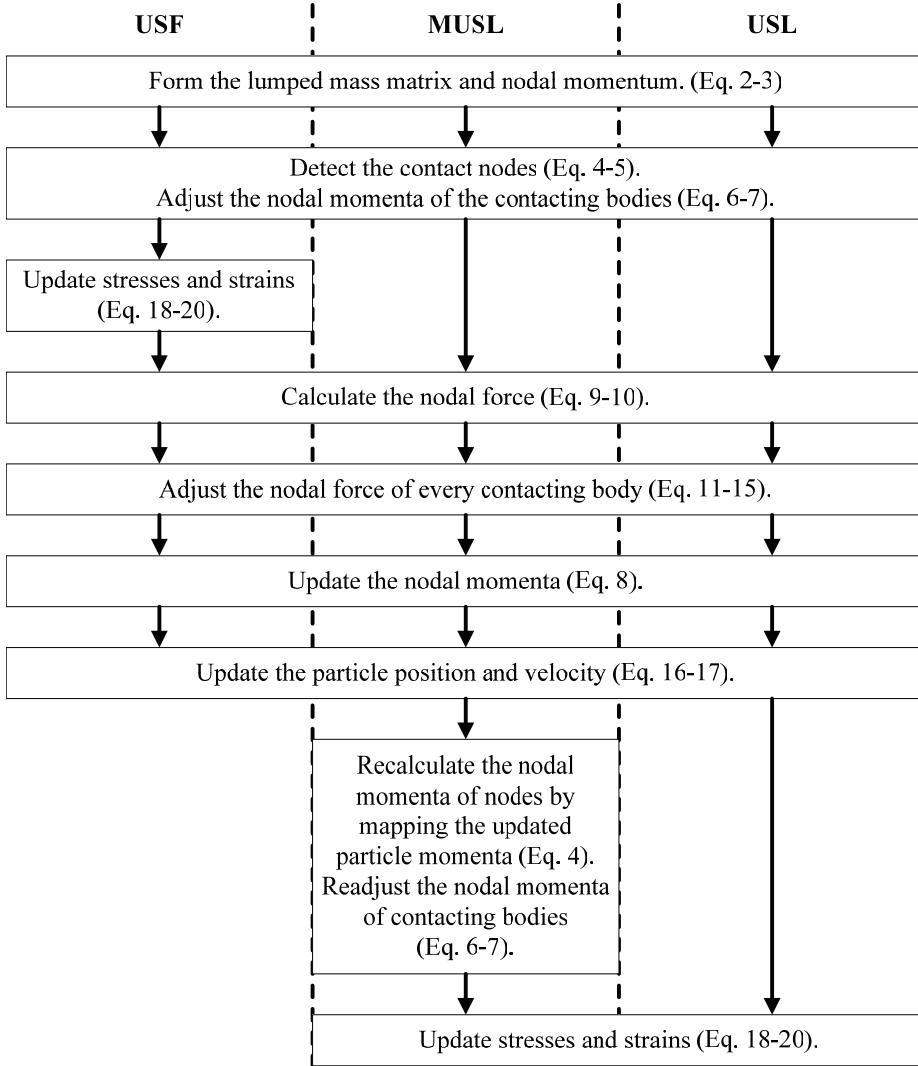 USF MUSL USL
Form the lumped mass matrix and nodal momentum. (Eq. 2-3)
Detect the contact nodes (Eq. 4-5).
Adjust the nodal momenta of the contacting bodies (Eq. 6-7).
Update stresses and strains
(Eq. 18-20).
Calculate the nodal force (Eq. 9-10).
Adjust the nodal force of every contacting body (Eq. 11-15).
Update the nodal momenta (Eq. 8).
Update the particle position and velocity (Eq. 16-17).
Recalculate the nodal
momenta of nodes by
mapping the updated
particle momenta (Eq. 4).
Readjust the nodal momenta
of contacting bodies
(Eq. 6-7).
Update stresses and strains (Eq. 18-20).